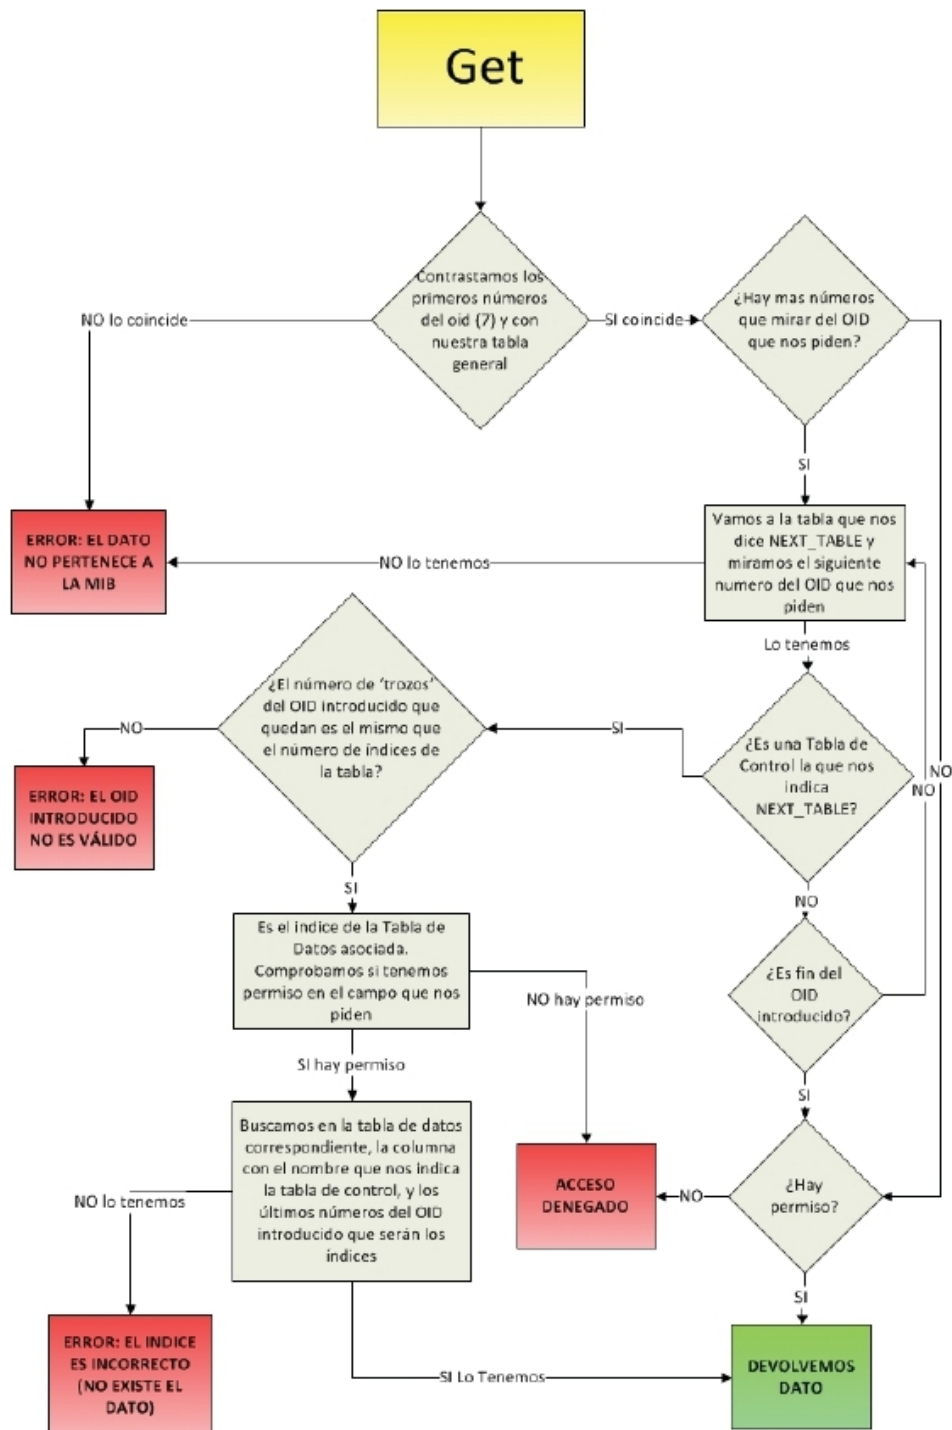 Get
Contrastamos los
primeros números
del oid (7) y con
nuestra tabla
general
NO lo coincide
SI coincide
¿Hay mas números
que mirar del OID
que nos piden?
SI
NO
ERROR: EL DATO
NO PERTENECE A
LA MIB
NO lo tenemos
Vamos a la tabla que nos
dice NEXT_TABLE y
miramos el siguiente
numero del OID que nos
piden
Lo tenemos
¿El número de ‘trozos’
del OID introducido que
quedan es el mismo que
el número de índices de
la tabla?
NO
SI
¿Es una Tabla de
Control la que nos
indica
NEXT_TABLE?
NO
ERROR: EL OID
INTRODUCIDO
NO ES VÁLIDO
SI
NO
Es el indice de la Tabla de
Datos asociada.
Comprobamos si tenemos
permiso en el campo que nos
piden
NO hay permiso
¿Es fin del
OID
introducido?
SI hay permiso
SI
Buscamos en la tabla de datos
correspondiente, la columna
con el nombre que nos indica
la tabla de control, y los
últimos números del OID
introducido que serán los
índices
NO lo tenemos
ACCESO
DENEGADO
NO
¿Hay
permiso?
SI
ERROR: EL INDICE
ES INCORRECTO
(NO EXISTE EL
DATO)
SI Lo Tenemos
DEVOLVEMOS
DATO